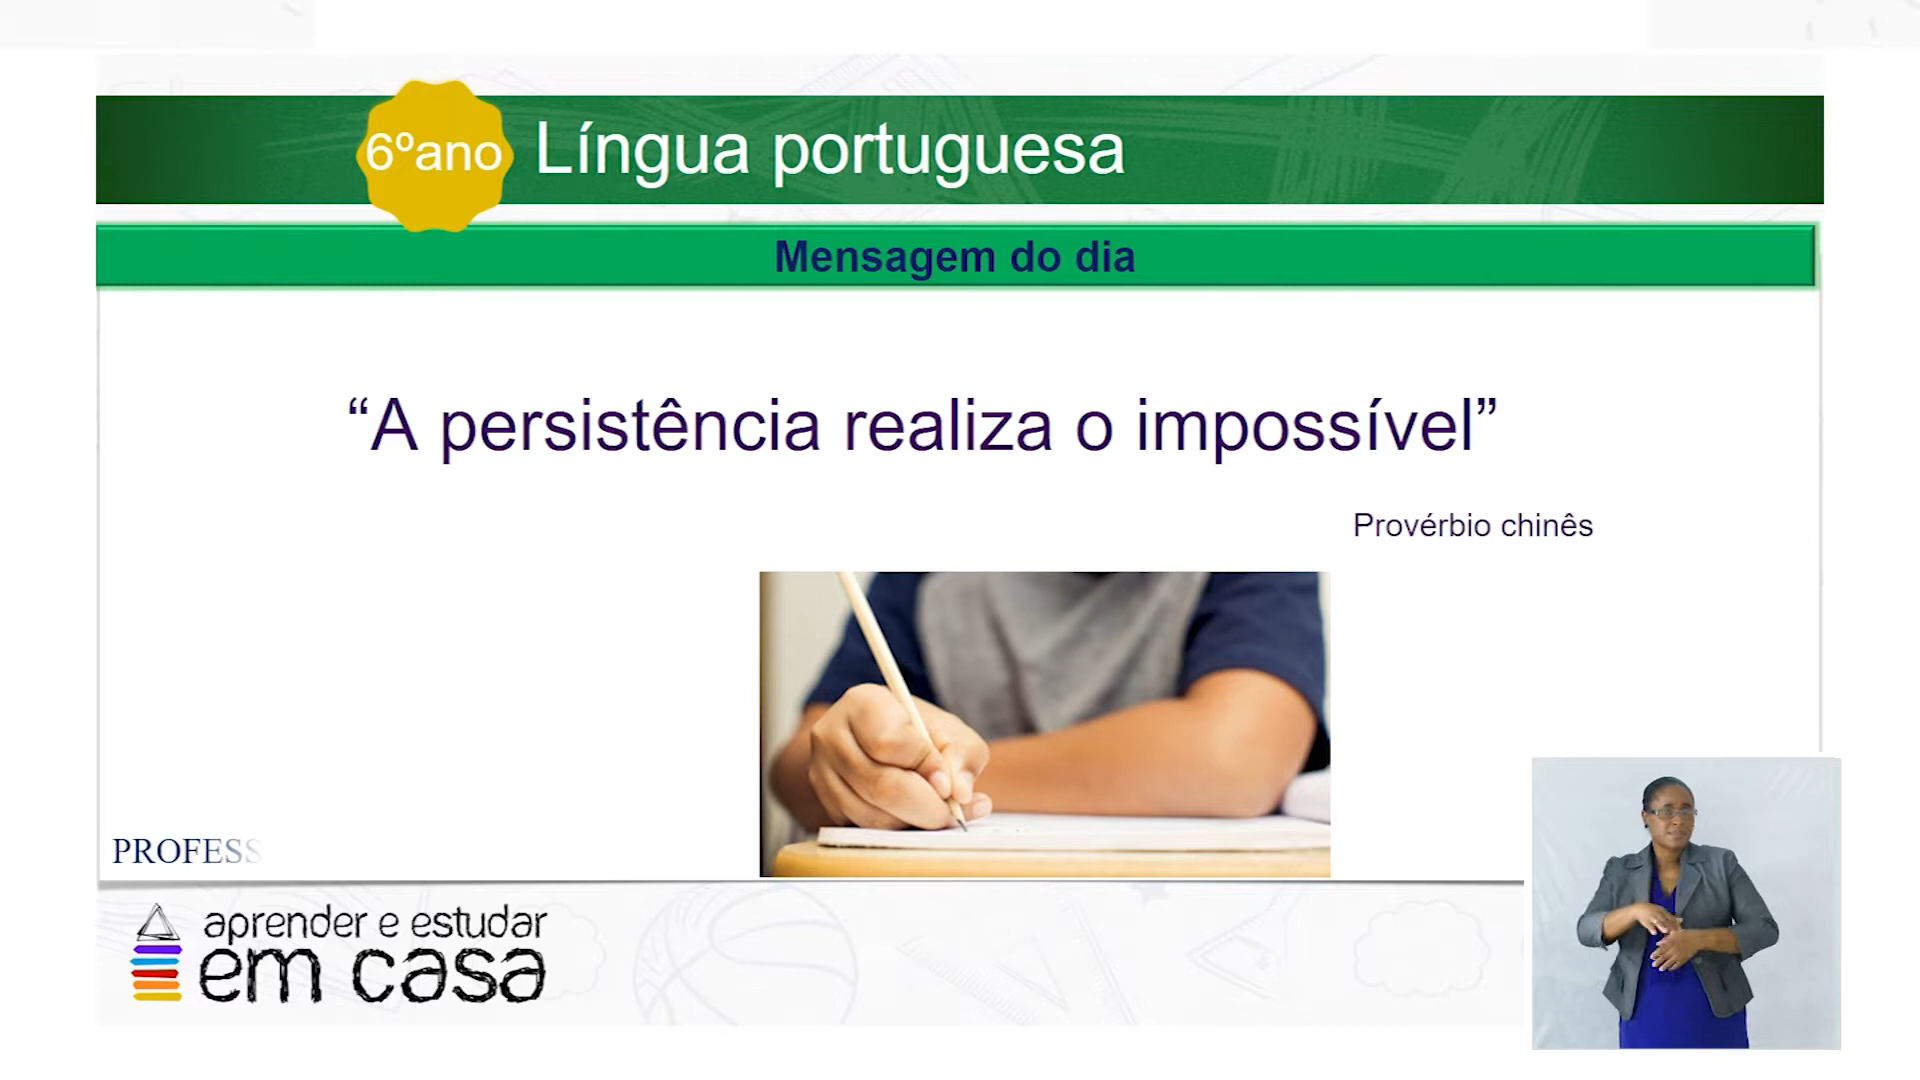 6ºano Língua portuguesa
Mensagem do dia
“A persistência realiza o impossível”
Provérbio chinês
PROFESS
aprender e estudar
em casa